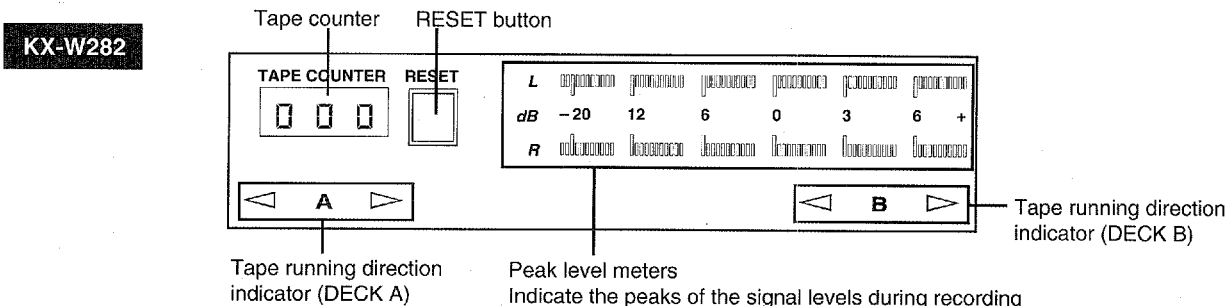 Tape counter RESET button
KX-W282
TAPE COUNTER RESET
0 0 0
L
dB −20 12 6 0 3 6 +
R
A
B
Tape running direction
indicator (DECK B)
Tape running direction
indicator (DECK A)
Peak level meters
Indicate the peaks of the signal levels during recording